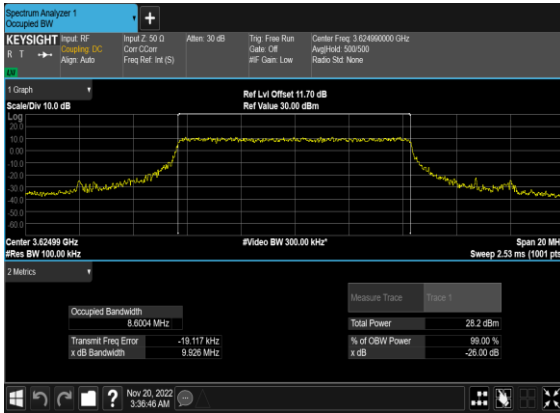 Spectrum Analyzer 1
Occupied BW
KEYSIGHT Input: RF Input Z: 50 Ω Atten: 30 dB Trig: Free Run Center Freq: 3.624990000 GHz
R T Coupling: DC Corr CCorr Gate: Off Avg|Hold: 500/500
Align: Auto Freq Ref: Int (S) #IF Gain: Low Radio Std: None
1 Graph
Scale/Div 10.0 dB Ref Lvl Offset 11.70 dB
Ref Value 30.00 dBm
Log
20.0
10.0
0.00
-10.0
-20.0
-30.0
-40.0
-50.0
-60.0
Center 3.62499 GHz #Video BW 300.00 kHz* Span 20 MH
#Res BW 100.00 kHz Sweep 2.53 ms (1001 pts
2 Metrics
Measure Trace Trace 1
Occupied Bandwidth
8.6004 MHz Total Power 28.2 dBm
Transmit Freq Error -19.117 kHz % of OBW Power 99.00 %
x dB Bandwidth 9.926 MHz x dB -26.00 dB
Nov 20, 2022
3:36:46 AM